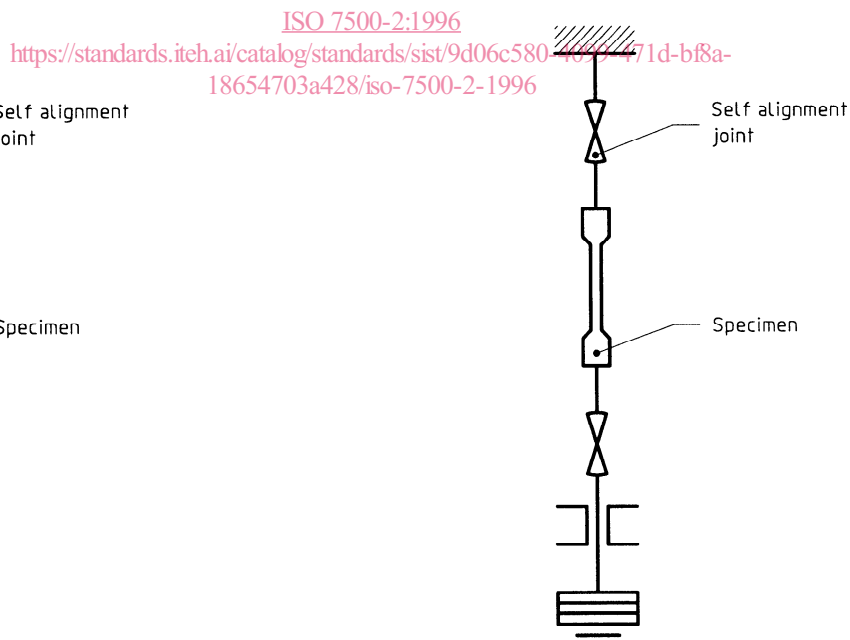 ISO 7500-2:1996
https://standards.iteh.ai/catalog/standards/sist/9d06c580-4099-471d-bf8a-
18654703a428/iso-7500-2-1996
Self alignment
joint
Self alignment
joint
Specimen
Specimen